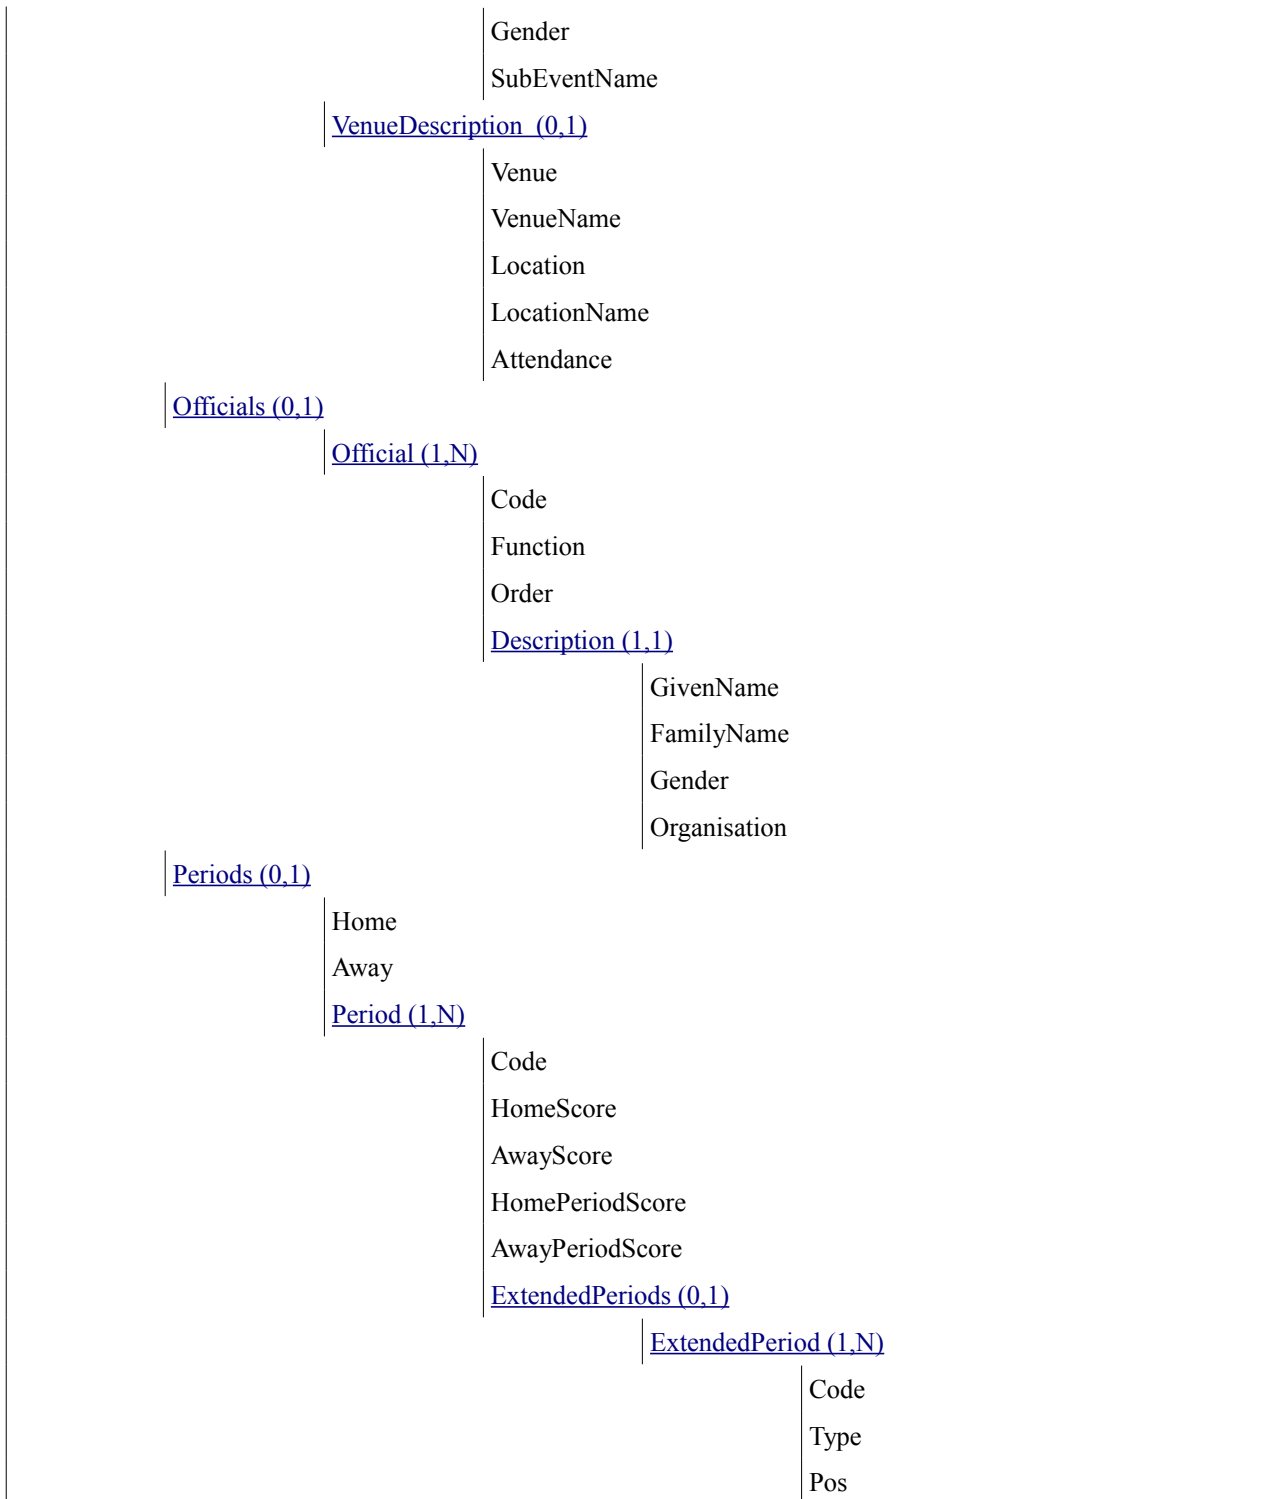 Gender
SubEventName
VenueDescription  (0,1)
Venue
VenueName
Location
LocationName
Attendance
Officials (0,1)
Official (1,N)
Code
Function
Order
Description (1,1)
GivenName
FamilyName
Gender
Organisation
Periods (0,1)
Home
Away
Period (1,N)
Code
HomeScore
AwayScore
HomePeriodScore
AwayPeriodScore
ExtendedPeriods (0,1)
ExtendedPeriod (1,N)
Code
Type
Pos